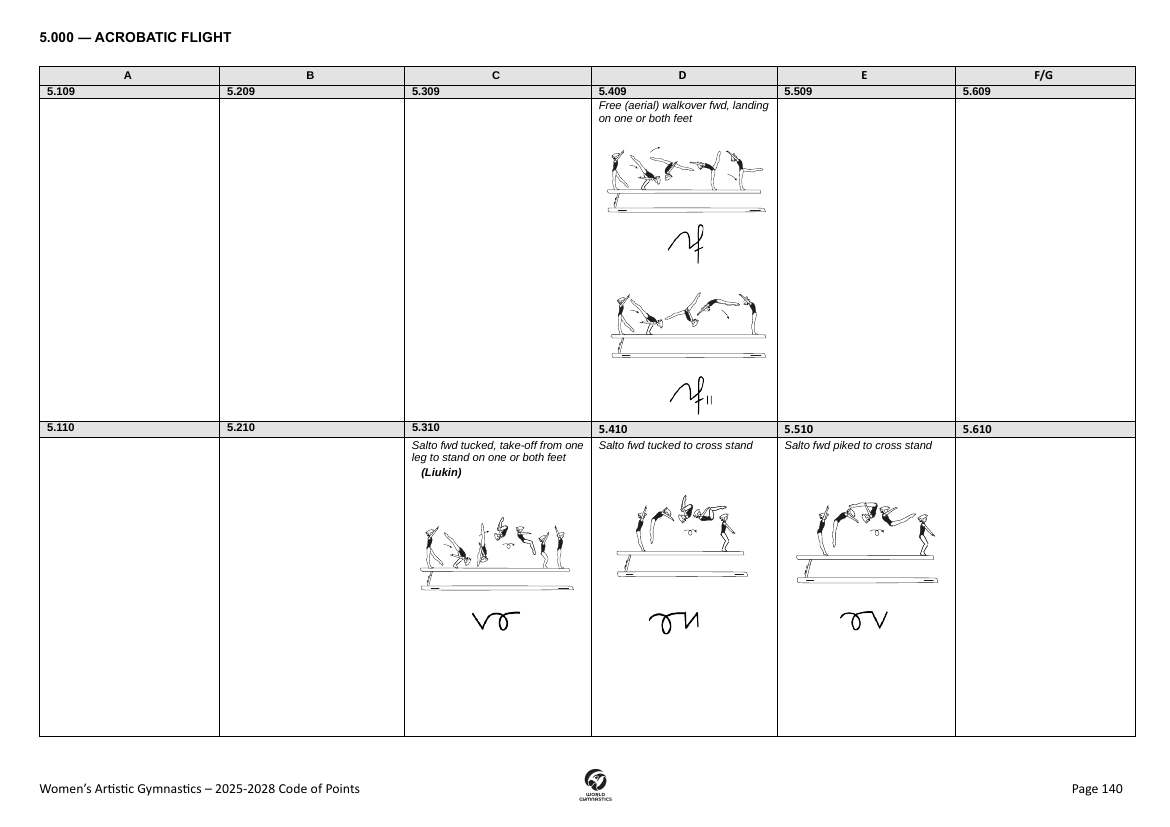 5.000 — ACROBATIC FLIGHT
A B C D E F/G
5.109 5.209 5.309 5.409 5.509 5.609
Free (aerial) walkover fwd, landing
on one or both feet
5.110 5.210 5.310 5.410 5.510 5.610
Salto fwd tucked, take-off from one
leg to stand on one or both feet
(Liukin)
Salto fwd tucked to cross stand
Salto fwd piked to cross stand
Women's Artistic Gymnastics – 2025-2028 Code of Points
WORLD
GYMNASTICS
Page 140